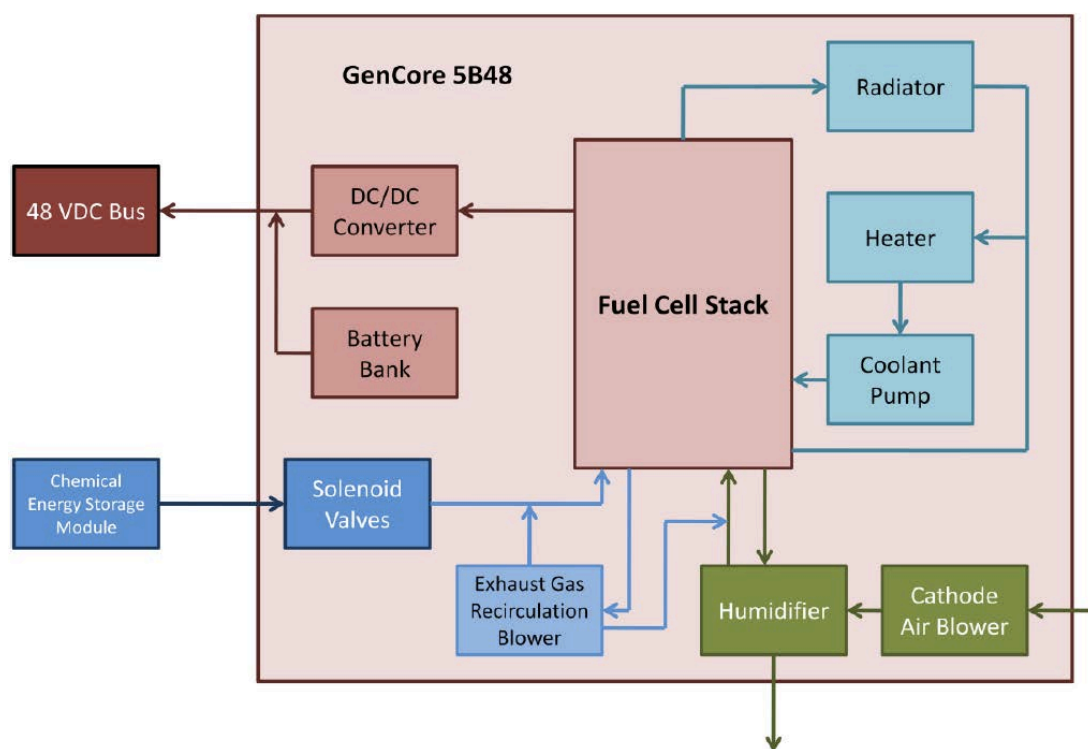 GenCore 5B48
Radiator
48 VDC Bus
DC/DC
Converter
Heater
Fuel Cell Stack
Battery
Bank
Coolant
Pump
Chemical
Energy Storage
Module
Solenoid
Valves
Exhaust Gas
Recirculation
Blower
Humidifier
Cathode
Air Blower